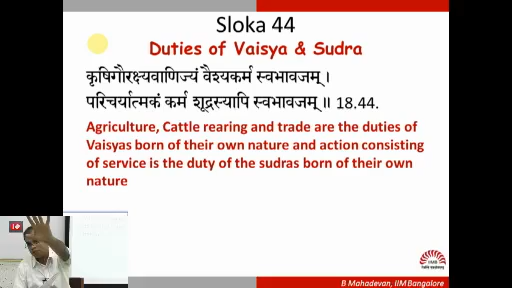 Sloka 44
Duties of Vaisya & Sudra
कृषिगौरक्ष्यवाणिज्यं वैश्यकर्म स्वभावजम् ।
परिचर्यात्मकं कर्म शूद्रस्यापि स्वभावजम् ॥ 18.44.
Agriculture, Cattle rearing and trade are the duties of
Vaisyas born of their own nature and action consisting
of service is the duty of the sudras born of their own
nature
IIMB
B Mahadevan, IIM Bangalore